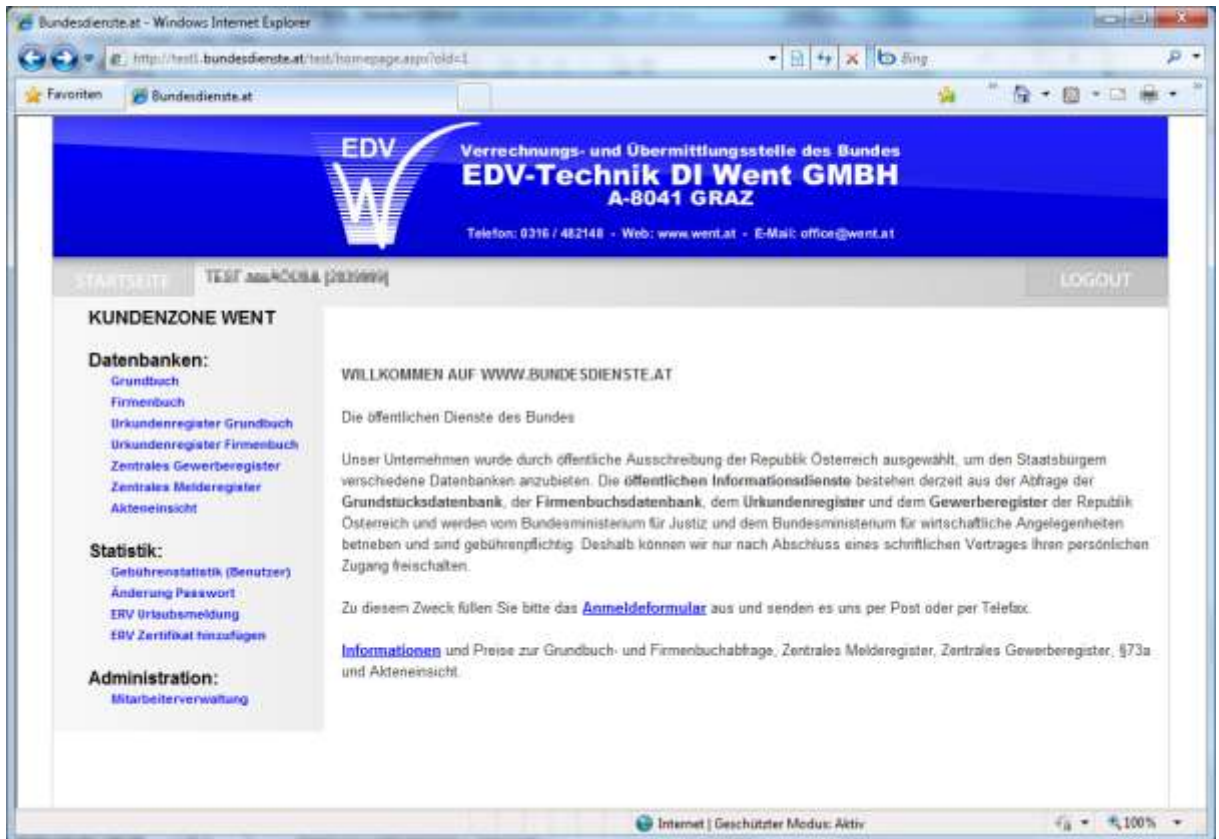 Bundesdienste.at - Windows Internet Explorer
http://test1.bundesdienste.at/test/homepage.aspx?oId=1
Bing
Favoriten
Bundesdienste.at
EDV
W
Verrechnungs- und Übermittlungsstelle des Bundes
EDV-Technik DI Went GMBH
A-8041 GRAZ
Telefon: 0316 / 482148 - Web: www.went.at - E-Mail: office@went.at
STARTSEITE
TEST
LOGOUT
KUNDENZONE WENT
Datenbanken:
Grundbuch
Firmenbuch
Urkundenregister Grundbuch
Urkundenregister Firmenbuch
Zentrales Gewerberegister
Zentrales Melderegister
Akteneinsicht
Statistik:
Gebührenstatistik (Benutzer)
Änderung Passwort
ERV Urlaubsmeldung
ERV Zertifikat hinzufügen
Administration:
Mitarbeiterverwaltung
WILLKOMMEN AUF WWW.BUNDESDIENSTE.AT
Die öffentlichen Dienste des Bundes
Unser Unternehmen wurde durch öffentliche Ausschreibung der Republik Österreich ausgewählt, um den Staatsbürgern
verschiedene Datenbanken anzubieten. Die öffentlichen Informationsdienste bestehen derzeit aus der Abfrage der
Grundstücksdatenbank, der Firmenbuchsdatenbank, dem Urkundenregister und dem Gewerberegister der Republik
Österreich und werden vom Bundesministerium für Justiz und dem Bundesministerium für wirtschaftliche Angelegenheiten
betrieben und sind gebührenpflichtig. Deshalb können wir nur nach Abschluss eines schriftlichen Vertrages Ihren persönlichen
Zugang freischalten.
Zu diesem Zweck füllen Sie bitte das Anmeldeformular aus und senden es uns per Post oder per Telefax.
Informationen und Preise zur Grundbuch- und Firmenbuchabfrage, Zentrales Melderegister, Zentrales Gewerberegister, §73a
und Akteneinsicht.
Internet | Geschützter Modus: Aktiv
100%